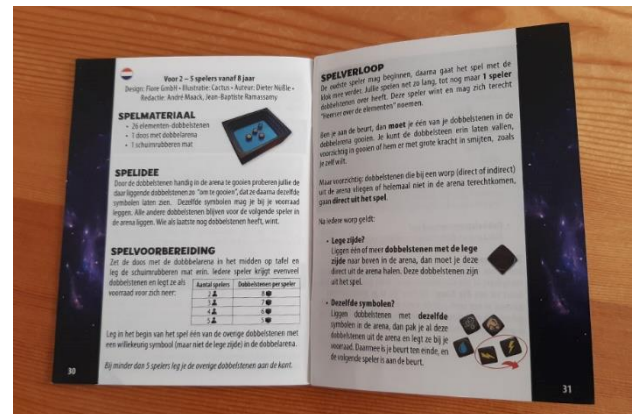 Voor 2 – 5 spelers vanaf 8 jaar
Design: Fiore GmbH • Illustratie: Cactus • Auteur: Dieter Nüßle •
Redactie: André Maack, Jean-Baptiste Ramassamy
SPELMATERIAAL
• 26 elementen-dobbelstenen
• 1 doos met dobbelarena
• 1 schuimrubberen mat
SPELIDEE
Door de dobbelstenen handig in de arena te gooien proberen jullie de
daar liggende dobbelstenen zo "om te gooien", dat ze daarna dezelfde
symbolen laten zien. Dezelfde symbolen mag je bij je voorraad
leggen. Alle andere dobbelstenen blijven voor de volgende speler in
de arena liggen. Wie als laatste nog dobbelstenen heeft, wint.
SPELVOORBEREIDING
Zet de doos met de dobbelarena in het midden op tafel en
leg de schuimrubberen mat erin. Iedere speler krijgt evenveel
dobbelstenen en legt ze als
voorraad voor zich neer:
Aantal spelers Dobbelstenen per speler
2 8
3 7
4 6
5 5
Leg in het begin van het spel één van de overige dobbelstenen met
een willekeurig symbool (maar niet de lege zijde) in de dobbelarena.
Bij minder dan 5 spelers leg je de overige dobbelstenen aan de kant.
30
SPELVERLOOP
De oudste speler mag beginnen, daarna gaat het spel met de
klok mee verder. Jullie spelen net zo lang, tot nog maar 1 speler
dobbelstenen over heeft. Deze speler wint en mag zich terecht
"Heerser over de elementen" noemen.
Ben je aan de beurt, dan moet je één van je dobbelstenen in de
dobbelarena gooien. Je kunt de dobbelsteen erin laten vallen,
voorzichtig in gooien of hem er met grote kracht in smijten, zoals
je zelf wilt.
Maar voorzichtig: dobbelstenen die bij een worp (direct of indirect)
uit de arena vliegen of helemaal niet in de arena terechtkomen,
gaan direct uit het spel.
Na iedere worp geldt:
• Lege zijde?
Liggen één of meer dobbelstenen met de lege
zijde naar boven in de arena, dan moet je deze
direct uit de arena halen. Deze dobbelstenen zijn
uit het spel.
• Dezelfde symbolen?
Liggen dobbelstenen met dezelfde
symbolen in de arena, dan pak je al deze
dobbelstenen uit de arena en legt ze bij je
voorraad. Daarmee is je beurt ten einde, en
de volgende speler is aan de beurt.
31